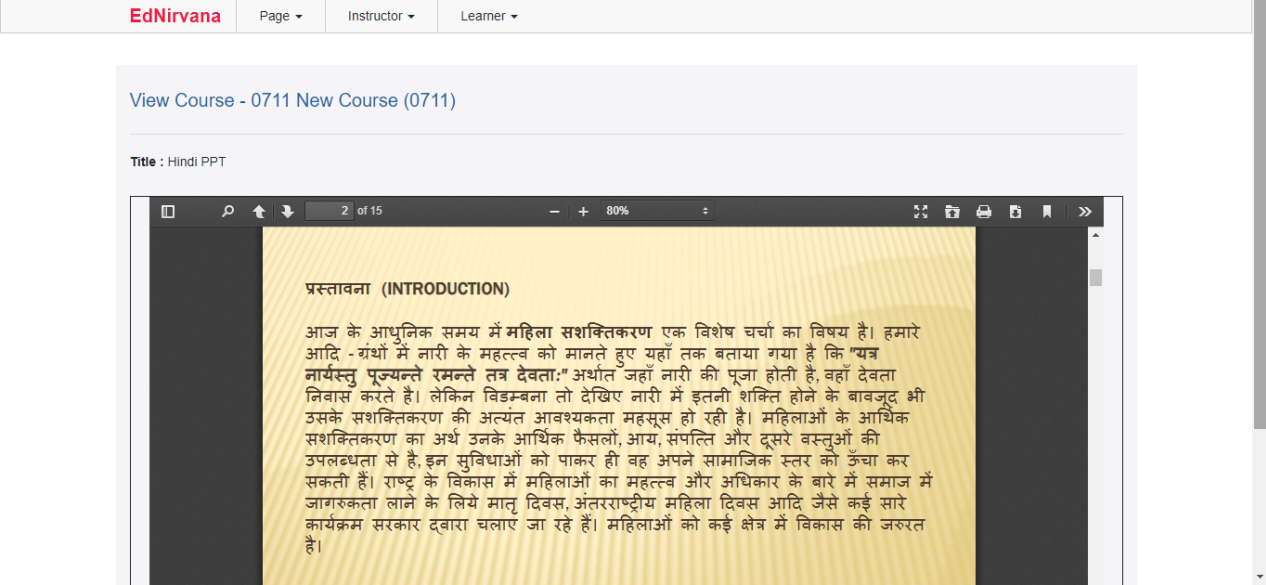 EdNirvana Page Instructor Learner
View Course - 0711 New Course (0711)
Title : Hindi PPT
2 of 15 80%
प्रस्तावना (INTRODUCTION)
आज के आधुनिक समय में महिला सशक्तिकरण एक विशेष चर्चा का विषय है। हमारे
आदि - ग्रंथों में नारी के महत्त्व को मानते हुए यहाँ तक बताया गया है कि "यत्र
नार्यस्तु पूज्यन्ते रमन्ते तत्र देवता:" अर्थात जहाँ नारी की पूजा होती है, वहाँ देवता
निवास करते है। लेकिन विडम्बना तो देखिए नारी में इतनी शक्ति होने के बावजूद भी
उसके सशक्तिकरण की अत्यंत आवश्यकता महसूस हो रही है। महिलाओं के आर्थिक
सशक्तिकरण का अर्थ उनके आर्थिक फैसलों, आय, संपत्ति और दूसरे वस्तुओं की
उपलब्धता से है, इन सुविधाओं को पाकर ही वह अपने सामाजिक स्तर को ऊँचा कर
सकती हैं। राष्ट्र के विकास में महिलाओं का महत्त्व और अधिकार के बारे में समाज में
जागरुकता लाने के लिये मातृ दिवस, अंतरराष्ट्रीय महिला दिवस आदि जैसे कई सारे
कार्यक्रम सरकार द्वारा चलाए जा रहे हैं। महिलाओं को कई क्षेत्र में विकास की जरुरत
है।